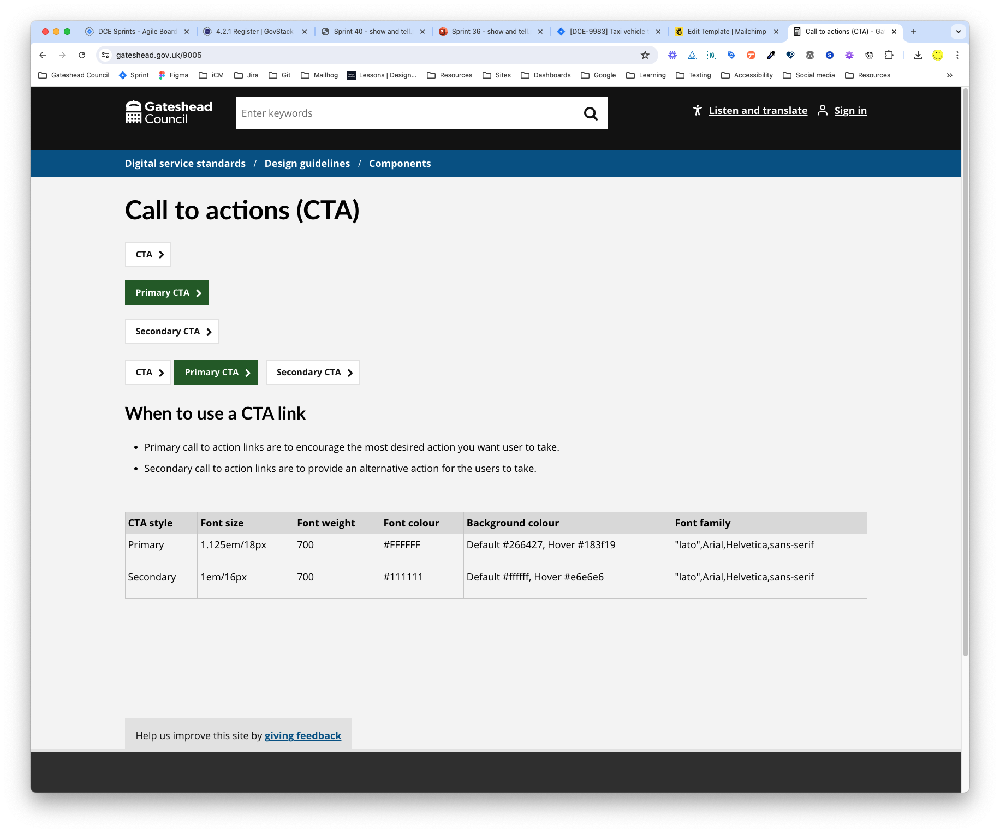 DCE Sprints - Agile Board
4.2.1 Register | GovStack
Sprint 40 - show and tell.
Sprint 36 - show and tell.
[DCE-9983] Taxi vehicle
Edit Template | Mailchimp
Call to actions (CTA) - Ga
gateshead.gov.uk/9005
Gateshead Council
Sprint
Figma
iCM
Jira
Git
Mailhog
Lessons | Design...
Resources
Sites
Dashboards
Google
Learning
Testing
Accessibility
Social media
Resources
Gateshead
Council
Enter keywords
Listen and translate
Sign in
Digital service standards / Design guidelines / Components
Call to actions (CTA)
CTA
Primary CTA
Secondary CTA
CTA
Primary CTA
Secondary CTA
When to use a CTA link
• Primary call to action links are to encourage the most desired action you want user to take.
• Secondary call to action links are to provide an alternative action for the users to take.
CTA style Font size Font weight Font colour Background colour Font family
Primary 1.125em/18px 700 #FFFFFF Default #266427, Hover #183f19 "lato",Arial,Helvetica,sans-serif
Secondary 1em/16px 700 #111111 Default #ffffff, Hover #e6e6e6 "lato",Arial,Helvetica,sans-serif
Help us improve this site by giving feedback